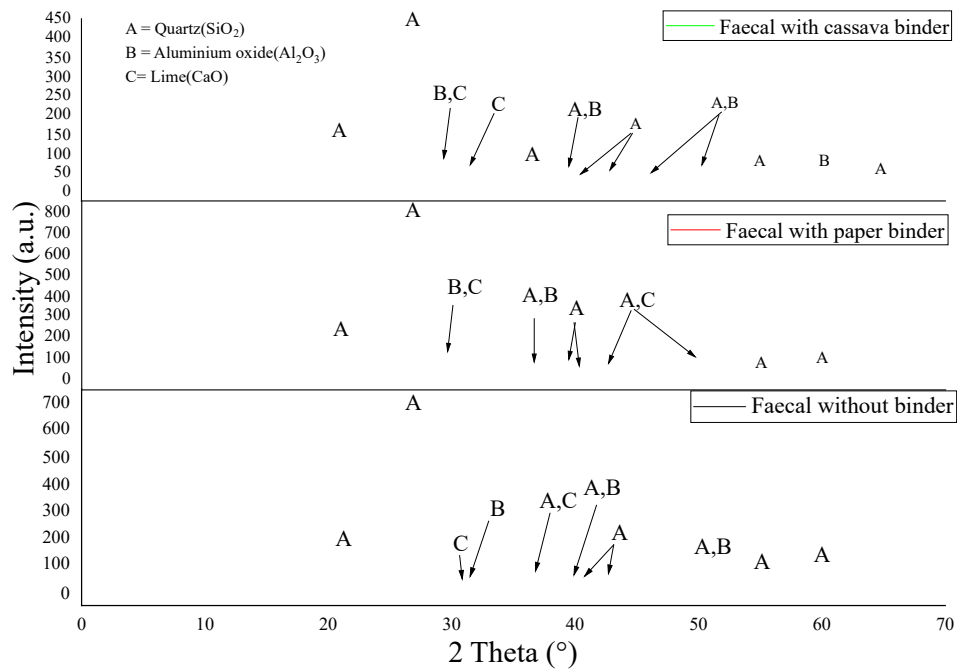 A = Quartz(SiO₂)
B = Aluminium oxide(Al₂O₃)
C= Lime(CaO)
Faecal with cassava binder
450
400
350
300
250
200
150
100
50
0
A
A
B,C
C
A
A,B
A
A,B
A
B
A
Faecal with paper binder
800
700
600
500
400
300
200
100
0
A
A
B,C
A,B
A
A,C
A
A
Faecal without binder
700
600
500
400
300
200
100
0
A
A
C
B
A,C
A,B
A
A,B
A
A
Intensity (a.u.)
0 10 20 30 40 50 60 70
2 Theta (°)